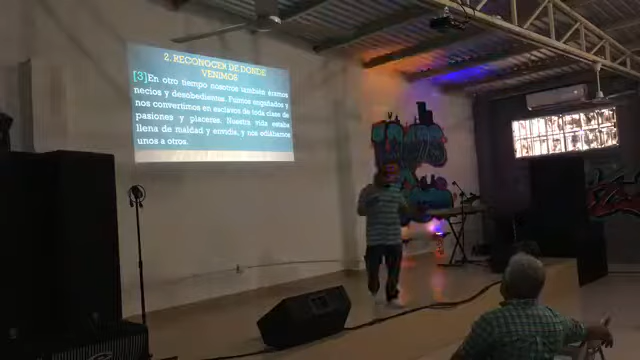 2. RECONOCER DE DONDE
VENIMOS
[3]En otro tiempo nosotros también éramos
necios y desobedientes. Fuimos engañados y
nos convertimos en esclavos de toda clase de
pasiones y placeres. Nuestra vida estaba
llena de maldad y envidia, y nos odiábamos
unos a otros.